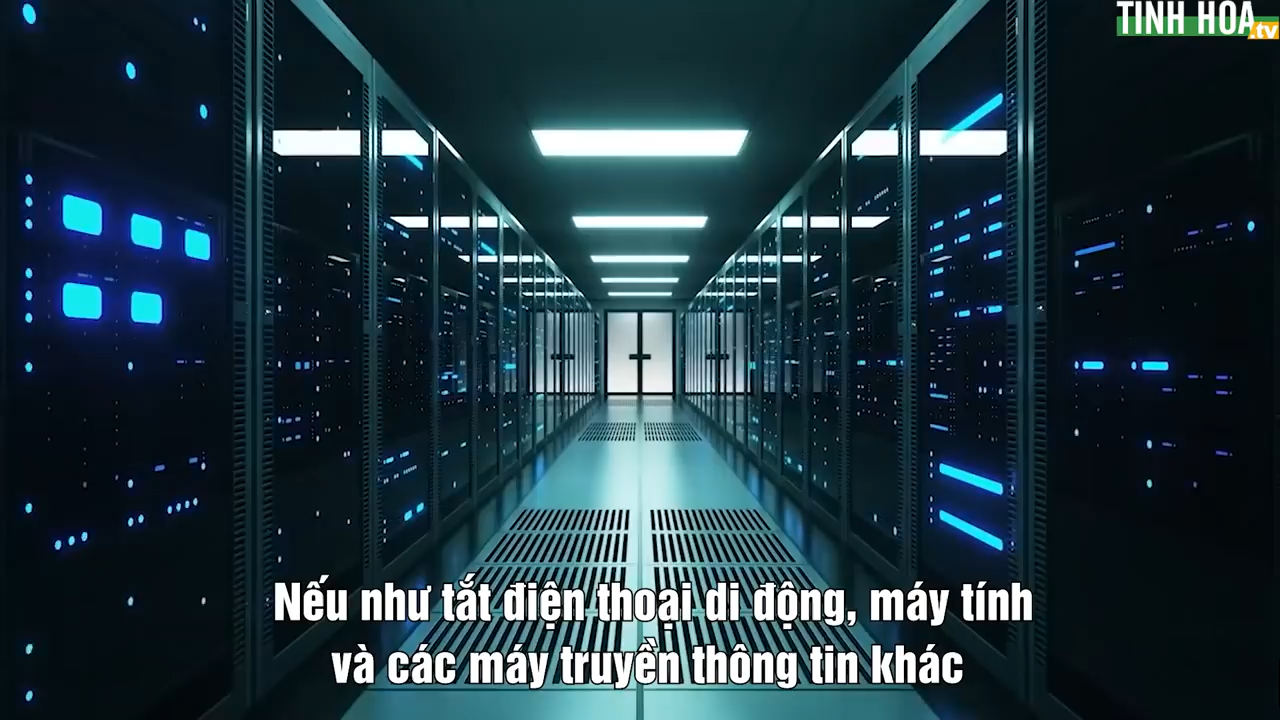 TINH HOA
.tv
Nếu như tắt điện thoại di động, máy tính
và các máy truyền thông tin khác